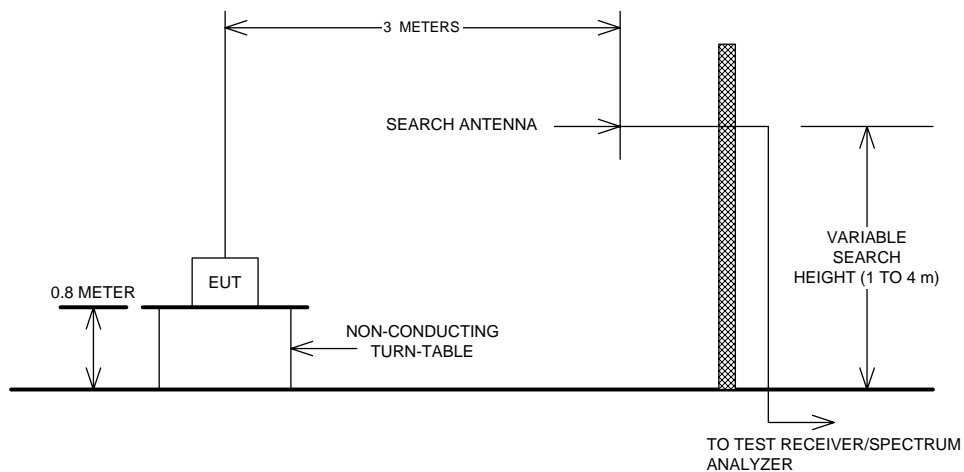 3 METERS
SEARCH ANTENNA
VARIABLE
SEARCH
HEIGHT (1 TO 4 m)
EUT
0.8 METER
NON-CONDUCTING
TURN-TABLE
TO TEST RECEIVER/SPECTRUM
ANALYZER